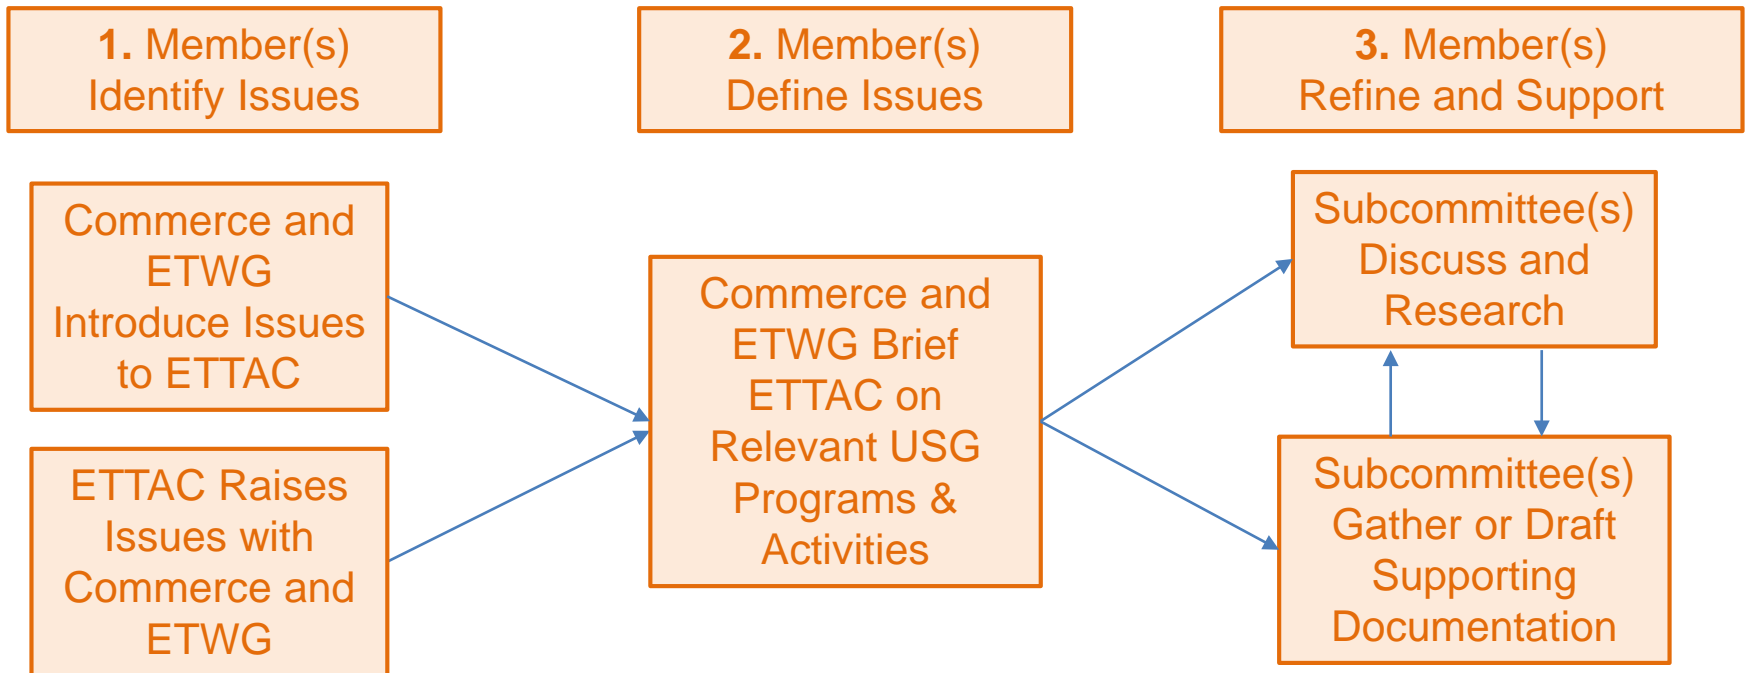 1. Member(s)
Identify Issues
2. Member(s)
Define Issues
3. Member(s)
Refine and Support
Commerce and
ETWG
Introduce Issues
to ETTAC
ETTAC Raises
Issues with
Commerce and
ETWG
Commerce and
ETWG Brief
ETTAC on
Relevant USG
Programs &
Activities
Subcommittee(s)
Discuss and
Research
Subcommittee(s)
Gather or Draft
Supporting
Documentation